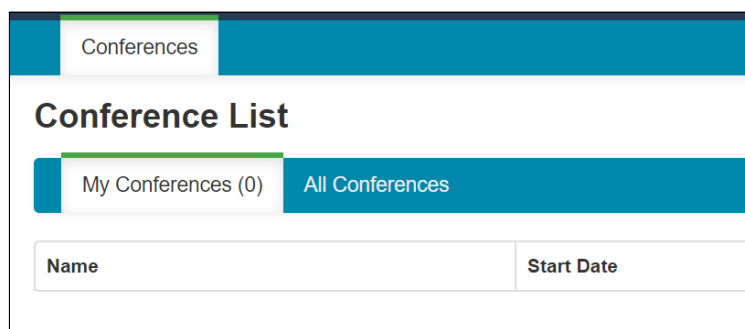 Conferences
Conference List
My Conferences (0) All Conferences
Name Start Date